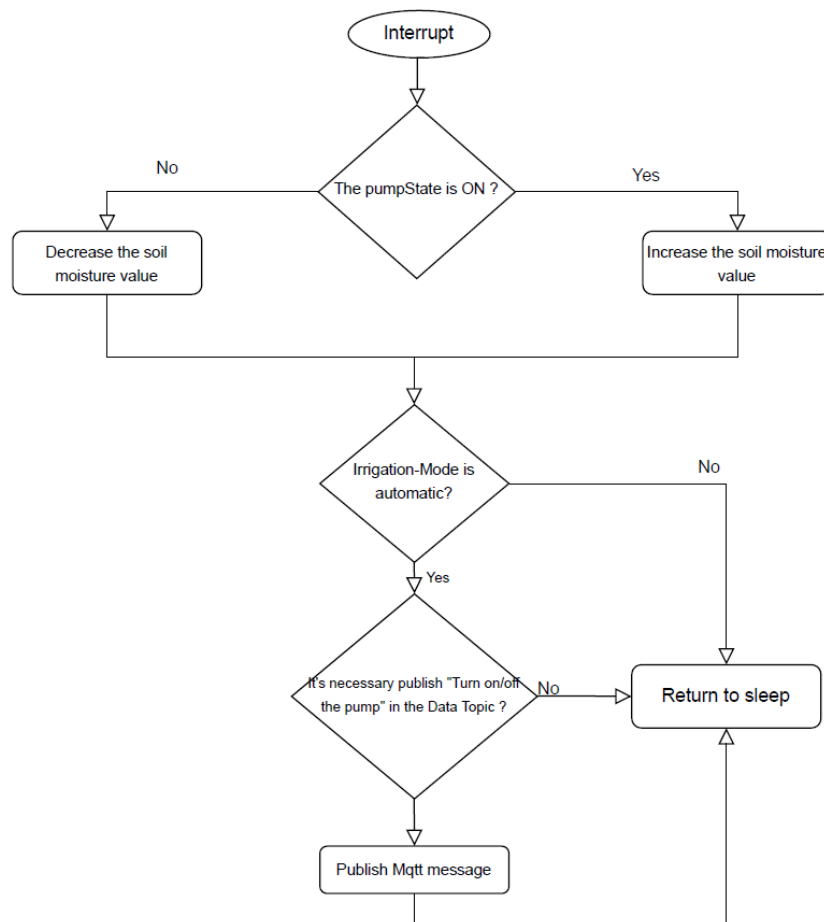 Interrupt
No
The pumpState is ON ?
Yes
Decrease the soil
moisture value
Increase the soil moisture
value
Irrigation-Mode is
automatic?
No
Yes
It's necessary publish "Turn on/off
the pump" in the Data Topic ?
No
Return to sleep
Publish Mqtt message